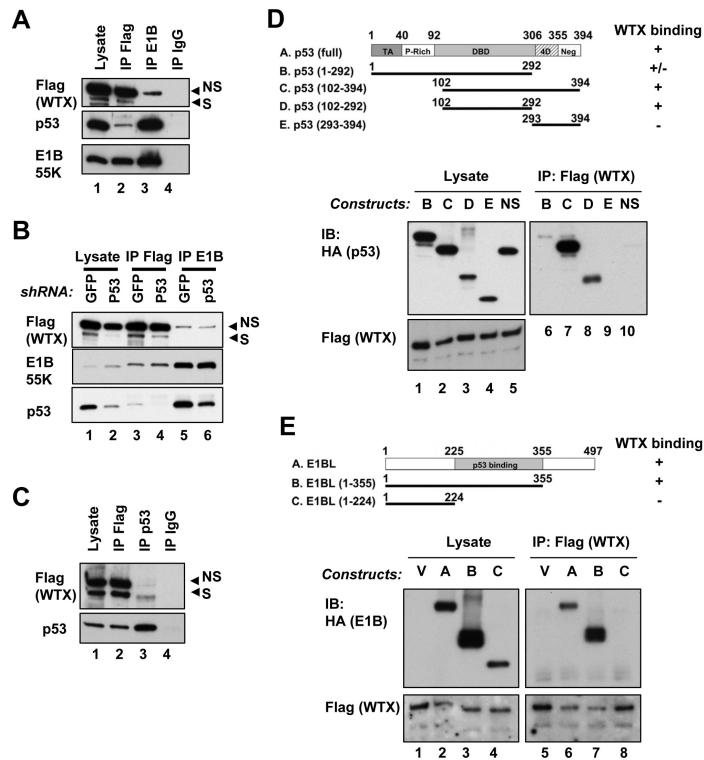 A
Lysate
IP Flag
IP E1B
IP IgG
Flag
(WTX)
NS
S
p53
E1B
55K
1 2 3 4
B
Lysate IP Flag IP E1B
shRNA: GFP P53 GFP P53 GFP p53
Flag
(WTX)
NS
S
E1B
55K
p53
1 2 3 4 5 6
C
Lysate
IP Flag
IP p53
IP IgG
Flag
(WTX)
NS
S
p53
1 2 3 4
D
1 40 92 306 355 394 WTX binding
A. p53 (full) TA P-Rich DBD 4D Neg +
B. p53 (1-292) 1 292 +/-
C. p53 (102-394) 102 394 +
D. p53 (102-292) 102 292 +
E. p53 (293-394) 293 394 -
Lysate IP: Flag (WTX)
Constructs: B C D E NS B C D E NS
IB:
HA (p53)
6 7 8 9 10
Flag (WTX)
1 2 3 4 5
E
1 225 355 497 WTX binding
A. E1BL p53 binding +
B. E1BL (1-355) 1 355 +
C. E1BL (1-224) 1 224 -
Lysate IP: Flag (WTX)
Constructs: V A B C V A B C
IB:
HA (E1B)
Flag (WTX)
1 2 3 4 5 6 7 8